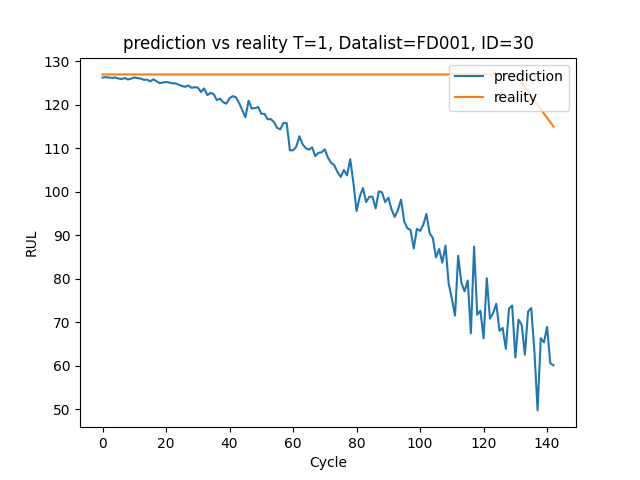 prediction vs reality T=1, Datalist=FD001, ID=30
130
120
110
100
90
80
70
60
50
RUL
prediction
reality
0 20 40 60 80 100 120 140
Cycle